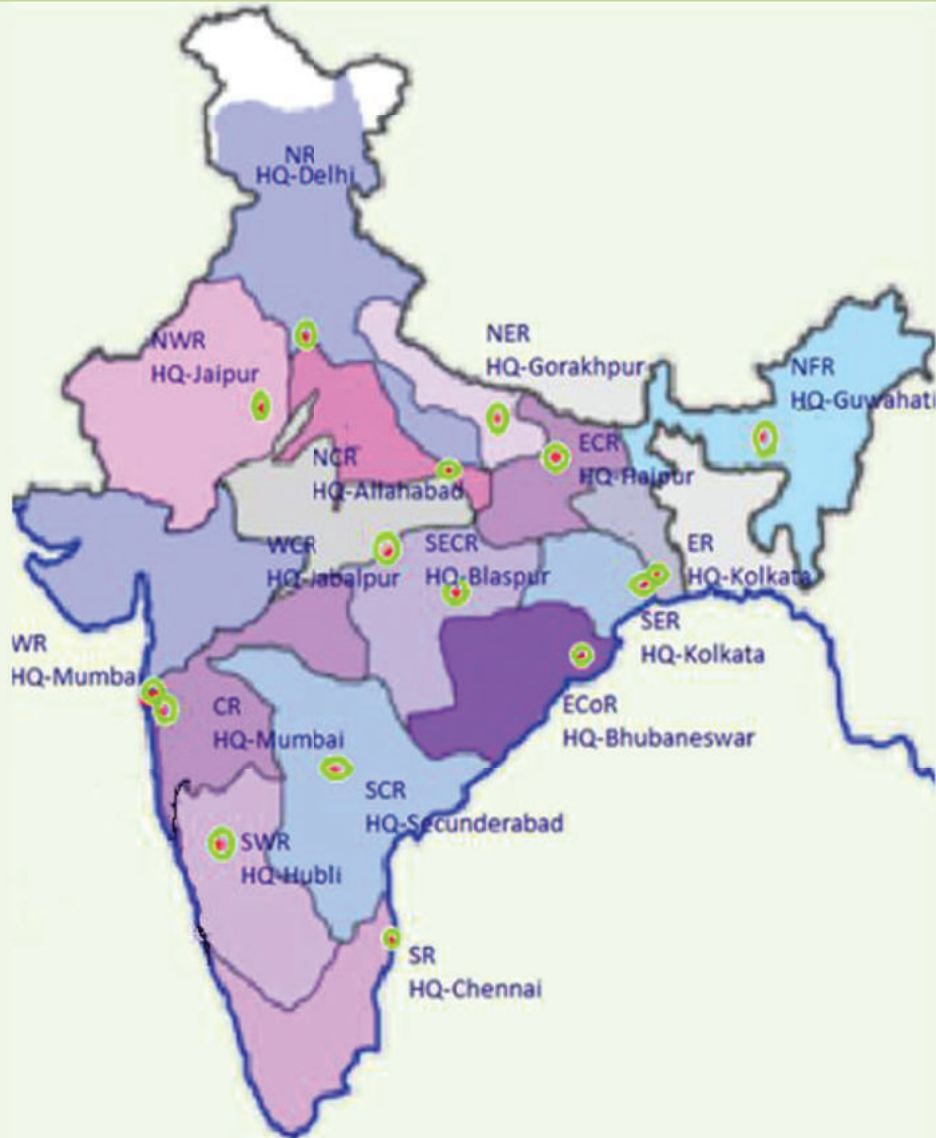 NR
HQ-Delhi
NWR
HQ-Jaipur
NER
HQ-Gorakhpur
NFR
HQ-Guwahati
NCR
HQ-Allahabad
ECR
HQ-Hajpur
WCR
HQ-Jabalpur
SECR
HQ-Blaspur
ER
HQ-Kolkata
SER
HQ-Kolkata
WR
HQ-Mumbai
CR
HQ-Mumbai
ECoR
HQ-Bhubaneswar
SCR
HQ-Secunderabad
SWR
HQ-Hubli
SR
HQ-Chennai